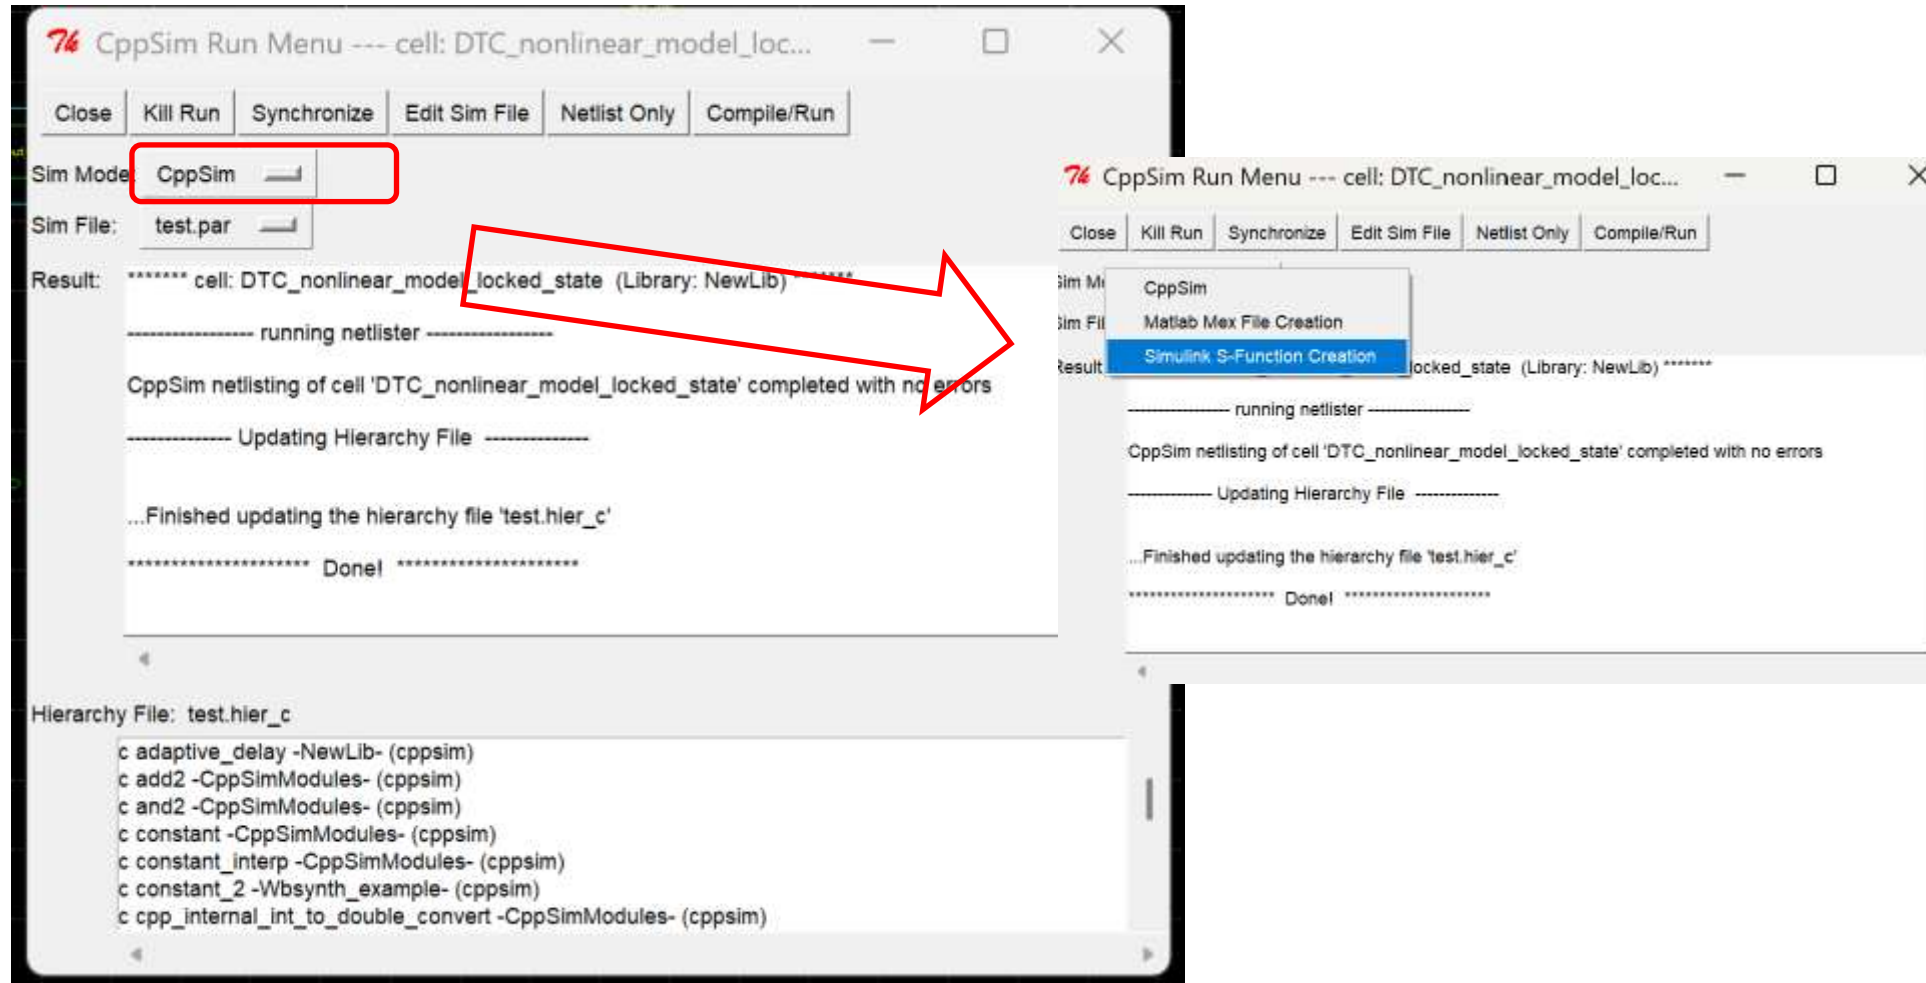 CppSim Run Menu --- cell: DTC_nonlinear_model_loc...
Close Kill Run Synchronize Edit Sim File Netlist Only Compile/Run
Sim Mode CppSim
Sim File: test.par
Result: ******* cell: DTC_nonlinear_model_locked_state (Library: NewLib) *******
----------------- running netlister -----------------
CppSim netlisting of cell 'DTC_nonlinear_model_locked_state' completed with no errors
-------------- Updating Hierarchy File --------------
...Finished updating the hierarchy file 'test.hier_c'
********************* Done! *********************
Hierarchy File: test.hier_c
c adaptive_delay -NewLib- (cppsim)
c add2 -CppSimModules- (cppsim)
c and2 -CppSimModules- (cppsim)
c constant -CppSimModules- (cppsim)
c constant_interp -CppSimModules- (cppsim)
c constant_2 -Wbsynth_example- (cppsim)
c cpp_internal_int_to_double_convert -CppSimModules- (cppsim)
CppSim Run Menu --- cell: DTC_nonlinear_model_loc...
Close Kill Run Synchronize Edit Sim File Netlist Only Compile/Run
Sim M
CppSim
Sim Fil
Matlab Mex File Creation
Simulink S-Function Creation
Result locked_state (Library: NewLib) *******
----------------- running netlister -----------------
CppSim netlisting of cell 'DTC_nonlinear_model_locked_state' completed with no errors
-------------- Updating Hierarchy File --------------
...Finished updating the hierarchy file 'test.hier_c'
********************* Done! *********************